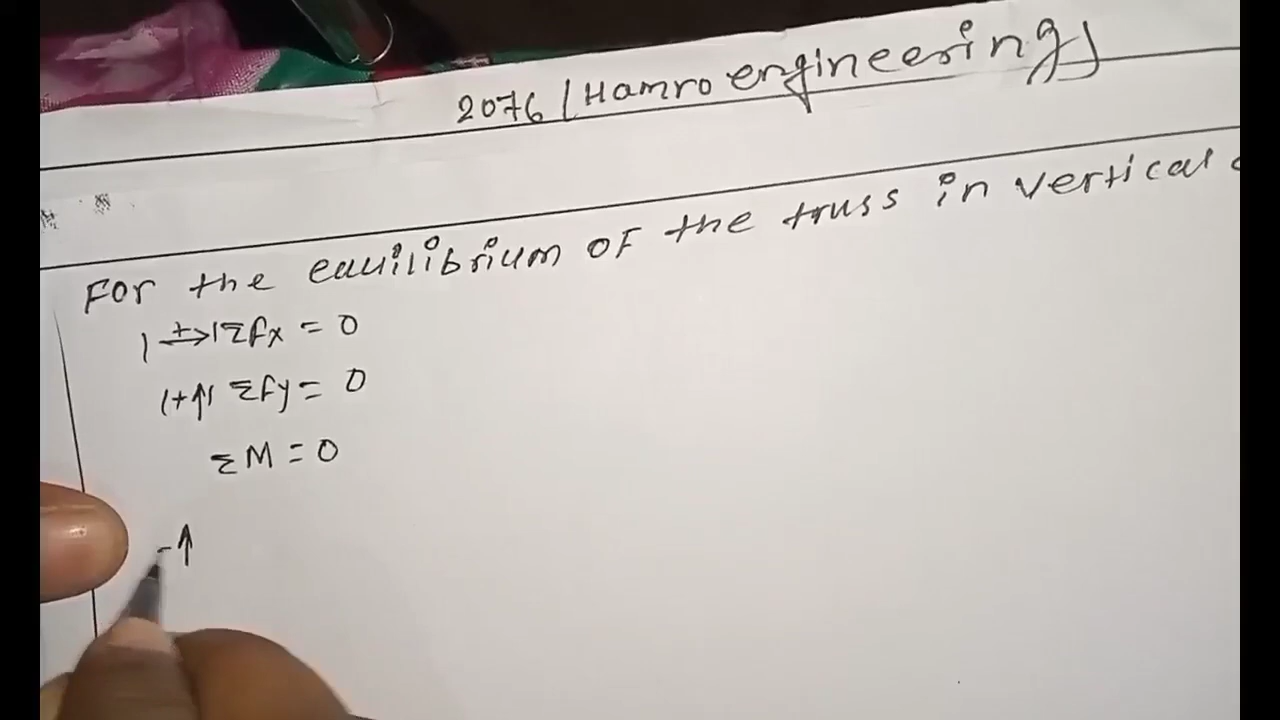 2076 / Hamro engineering
For the equilibrium of the truss in vertical
(+→) ΣFx = 0
(+↑) ΣFy = 0
ΣM = 0
-↑